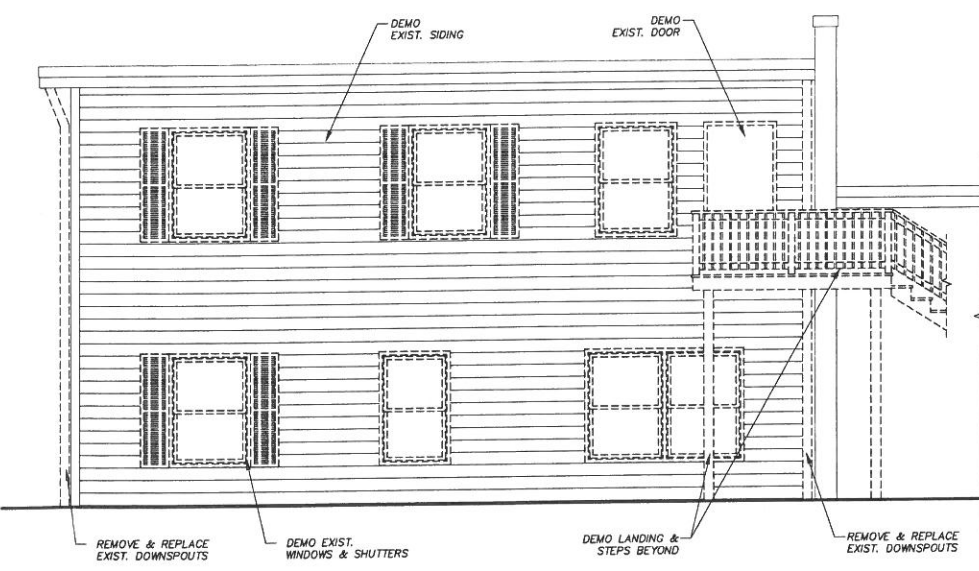 DEMO
EXIST. SIDING
DEMO
EXIST. DOOR
REMOVE & REPLACE
EXIST. DOWNSPOUTS
DEMO EXIST.
WINDOWS & SHUTTERS
DEMO LANDING &
STEPS BEYOND
REMOVE & REPLACE
EXIST. DOWNSPOUTS